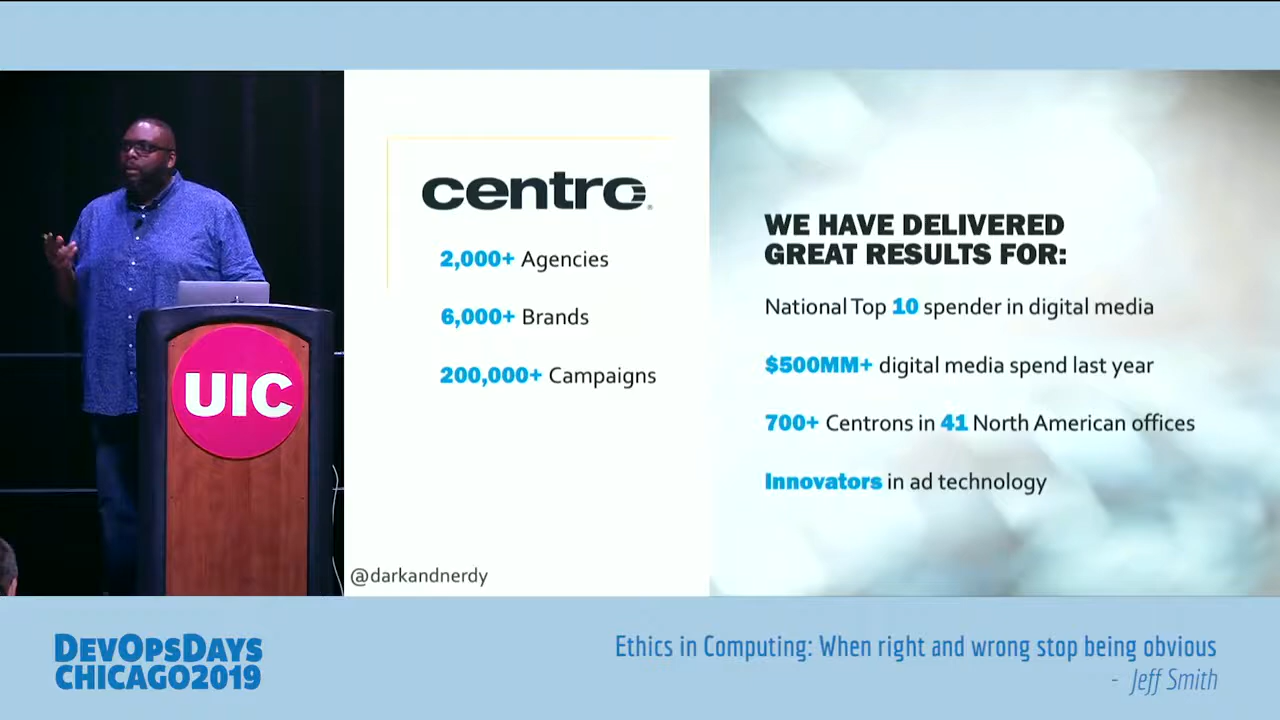 centro
2,000+ Agencies
6,000+ Brands
200,000+ Campaigns
WE HAVE DELIVERED
GREAT RESULTS FOR:
National Top 10 spender in digital media
$500MM+ digital media spend last year
700+ Centrons in 41 North American offices
Innovators in ad technology
UIC
@darkandnerdy
DEVOPSDAYS
CHICAGO2019
Ethics in Computing: When right and wrong stop being obvious
- Jeff Smith